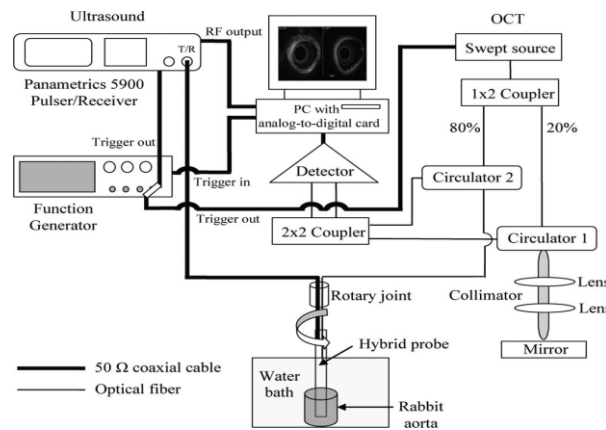 Ultrasound
T/R
Panametrics 5900
Pulser/Receiver
RF output
PC with
analog-to-digital card
OCT
Swept source
1x2 Coupler
80%
20%
Trigger out
Trigger in
Detector
Circulator 2
Function
Generator
Trigger out
2x2 Coupler
Circulator 1
Rotary joint
Collimator
Lens
Lens
Mirror
Hybrid probe
Water
bath
Rabbit
aorta
50 Ω coaxial cable
Optical fiber